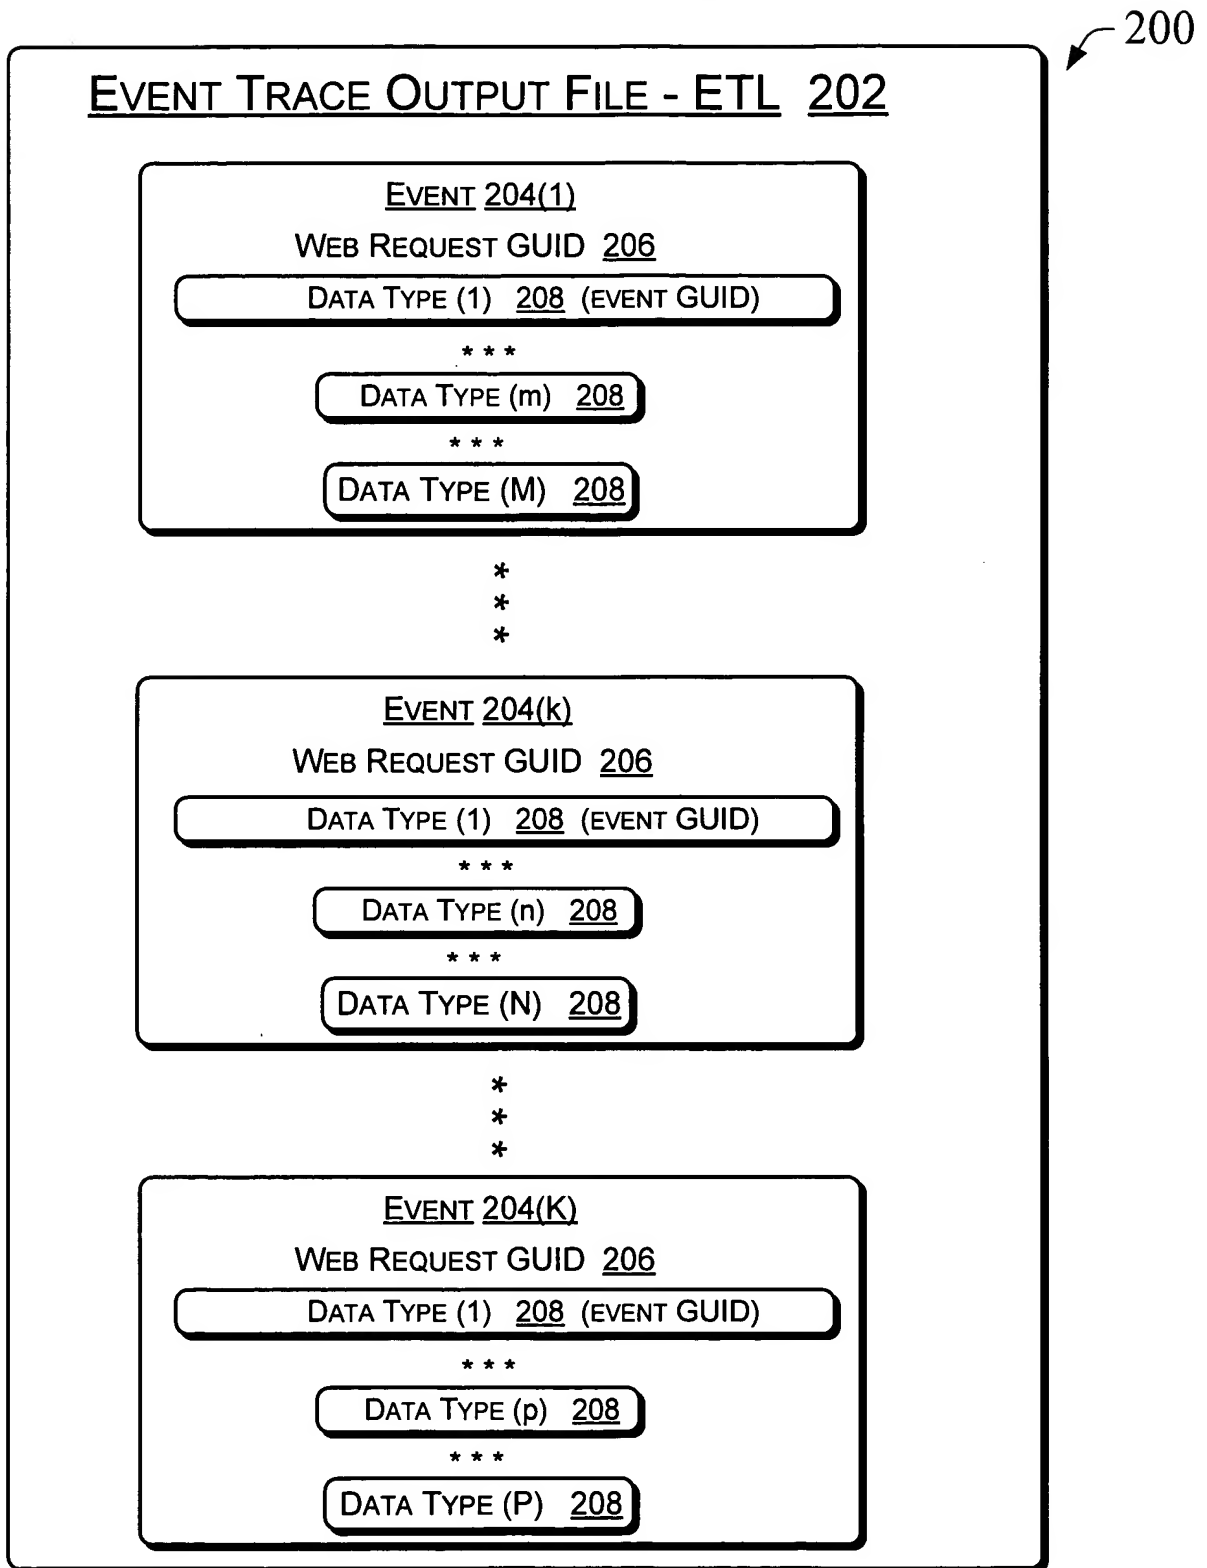 200
EVENT TRACE OUTPUT FILE - ETL 202
EVENT 204(1)
WEB REQUEST GUID 206
DATA TYPE (1) 208 (EVENT GUID)
* * *
DATA TYPE (m) 208
* * *
DATA TYPE (M) 208
*
*
*
EVENT 204(k)
WEB REQUEST GUID 206
DATA TYPE (1) 208 (EVENT GUID)
* * *
DATA TYPE (n) 208
* * *
DATA TYPE (N) 208
*
*
*
EVENT 204(K)
WEB REQUEST GUID 206
DATA TYPE (1) 208 (EVENT GUID)
* * *
DATA TYPE (p) 208
* * *
DATA TYPE (P) 208